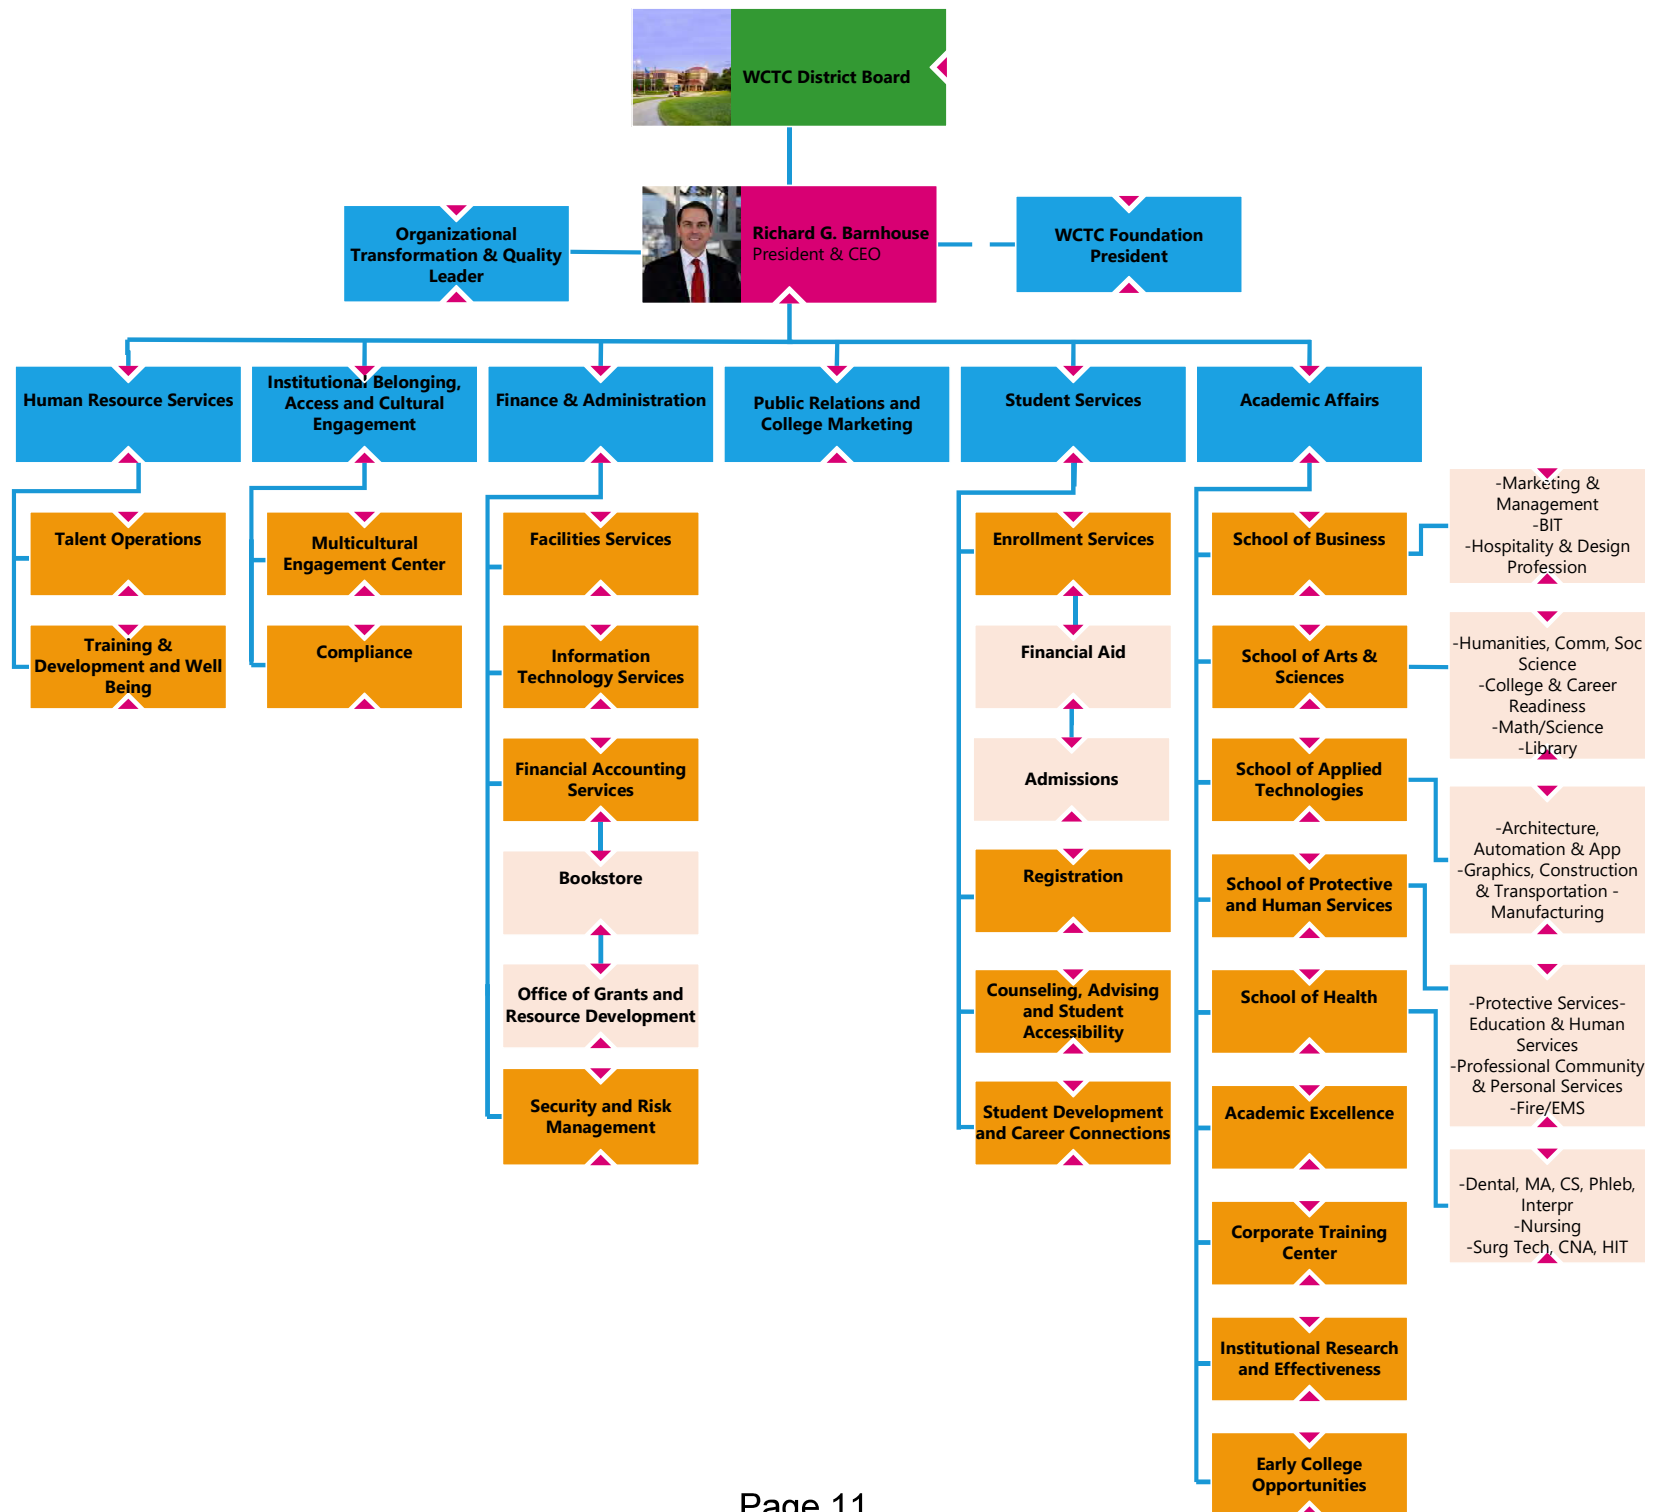 WCTC District Board
Organizational
Transformation & Quality
Leader
Richard G. Barnhouse
President & CEO
WCTC Foundation
President
Human Resource Services
Institutional Belonging,
Access and Cultural
Engagement
Finance & Administration
Public Relations and
College Marketing
Student Services
Academic Affairs
Talent Operations
Training &
Development and Well
Being
Multicultural
Engagement Center
Compliance
Facilities Services
Information
Technology Services
Financial Accounting
Services
Bookstore
Office of Grants and
Resource Development
Security and Risk
Management
Enrollment Services
Financial Aid
Admissions
Registration
Counseling, Advising
and Student
Accessibility
Student Development
and Career Connections
School of Business
School of Arts &
Sciences
School of Applied
Technologies
School of Protective
and Human Services
School of Health
Academic Excellence
Corporate Training
Center
Institutional Research
and Effectiveness
Early College
Opportunities
-Marketing &
Management
-BIT
-Hospitality & Design
Profession
-Humanities, Comm, Soc
Science
-College & Career
Readiness
-Math/Science
-Library
-Architecture,
Automation & App
-Graphics, Construction
& Transportation -
Manufacturing
-Protective Services-
Education & Human
Services
-Professional Community
& Personal Services
-Fire/EMS
-Dental, MA, CS, Phleb,
Interpr
-Nursing
-Surg Tech, CNA, HIT
Page 11